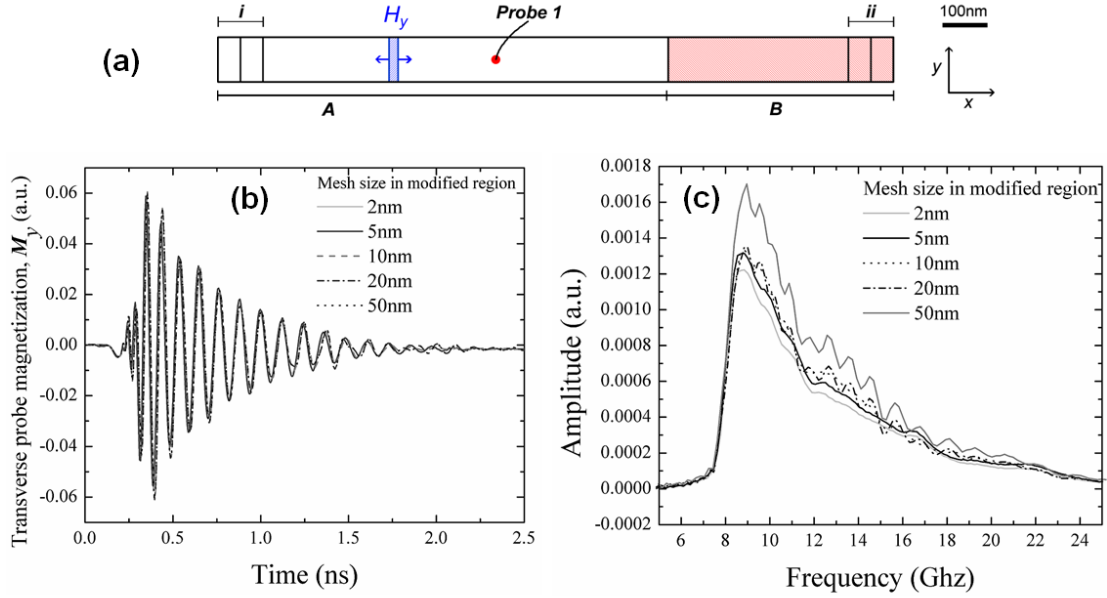 (a)
i
Hy
Probe 1
ii
100nm
A
B
y
x
(b)
Mesh size in modified region
2nm
5nm
10nm
20nm
50nm
Transverse probe magnetization, My (a.u.)
0.06
0.04
0.02
0.00
-0.02
-0.04
-0.06
0.0 0.5 1.0 1.5 2.0 2.5
Time (ns)
(c)
Mesh size in modified region
2nm
5nm
10nm
20nm
50nm
Amplitude (a.u.)
0.0018
0.0016
0.0014
0.0012
0.0010
0.0008
0.0006
0.0004
0.0002
0.0000
-0.0002
6 8 10 12 14 16 18 20 22 24
Frequency (Ghz)